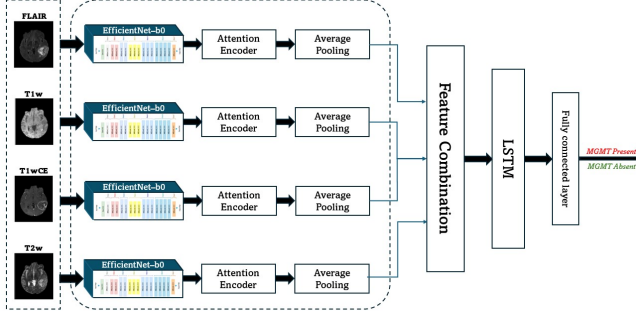 FLAIR
EfficientNet-b0
Attention
Encoder
Average
Pooling
T1w
EfficientNet-b0
Attention
Encoder
Average
Pooling
T1wCE
EfficientNet-b0
Attention
Encoder
Average
Pooling
T2w
EfficientNet-b0
Attention
Encoder
Average
Pooling
Feature Combination
LSTM
Fully connected layer
MGMT Present
MGMT Absent